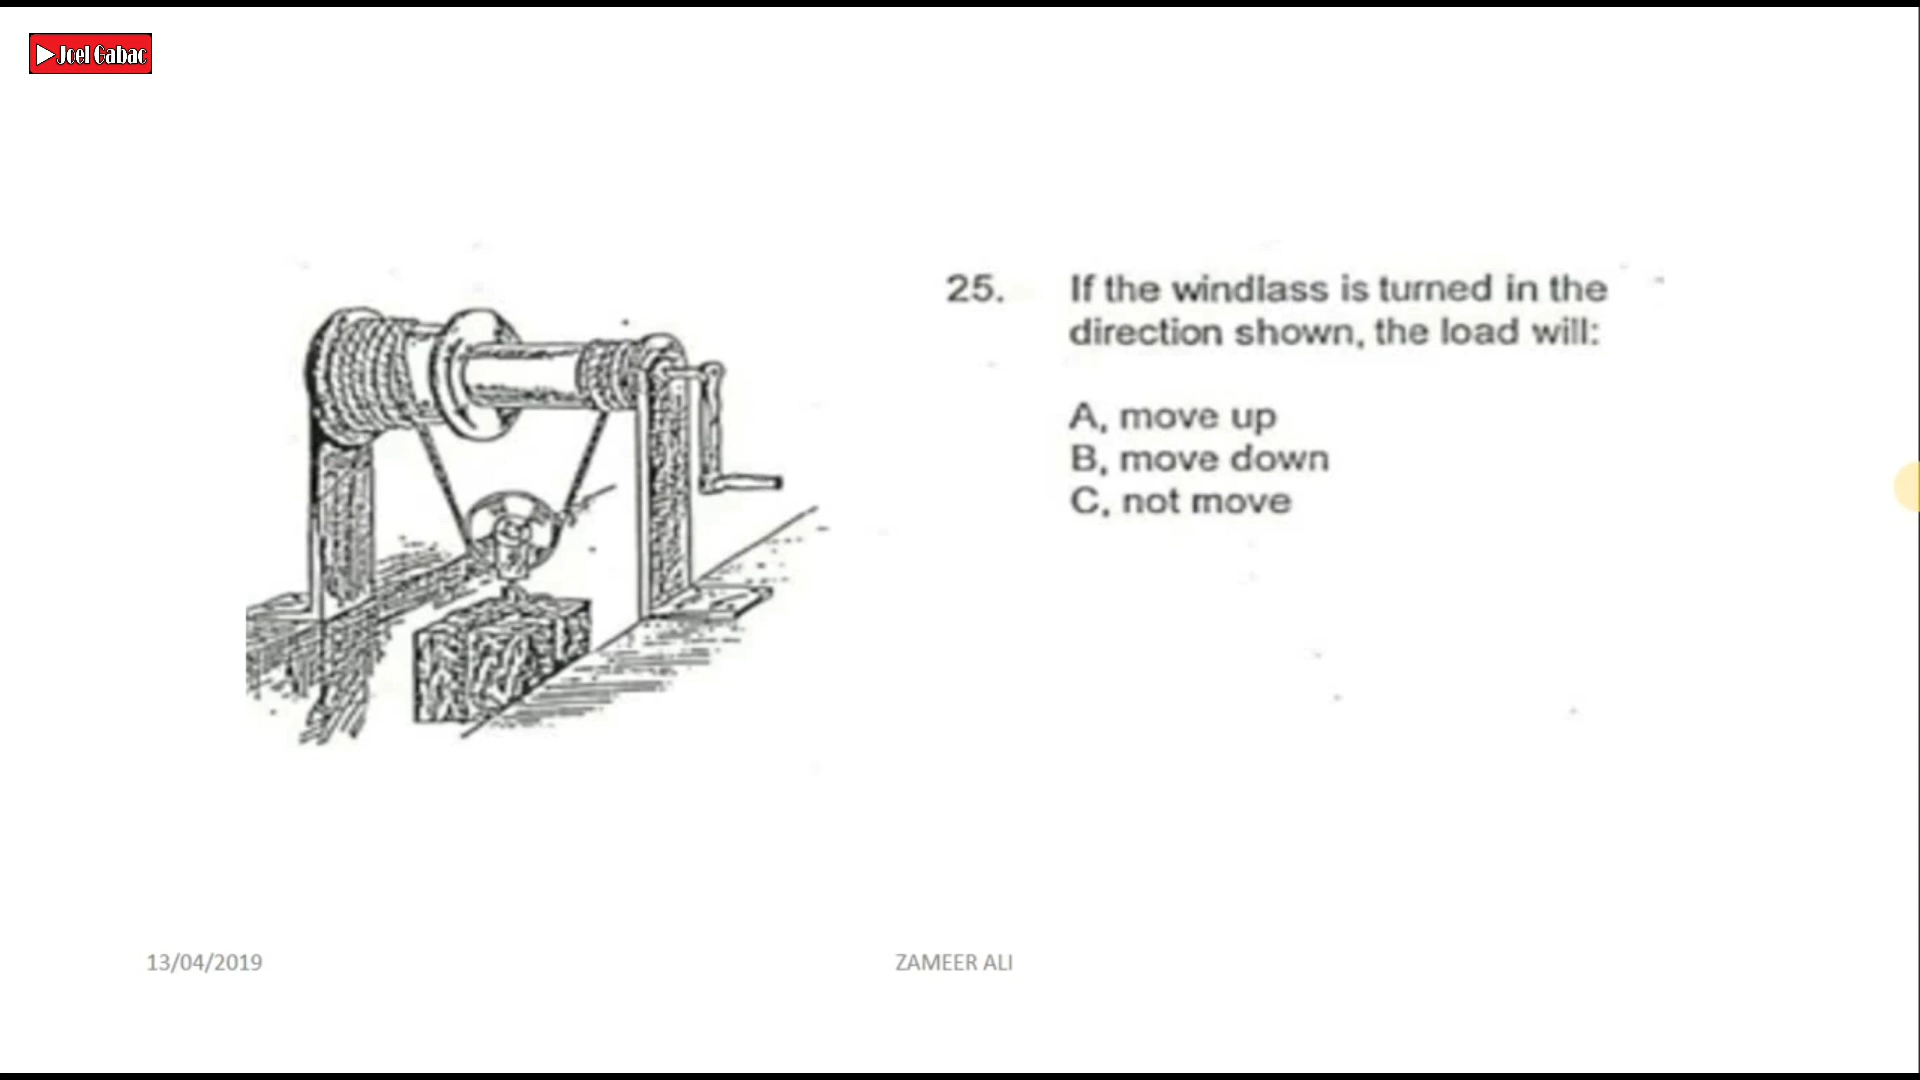 Joel Gabac
25. If the windlass is turned in the
direction shown, the load will:
A, move up
B, move down
C, not move
13/04/2019 ZAMEER ALI